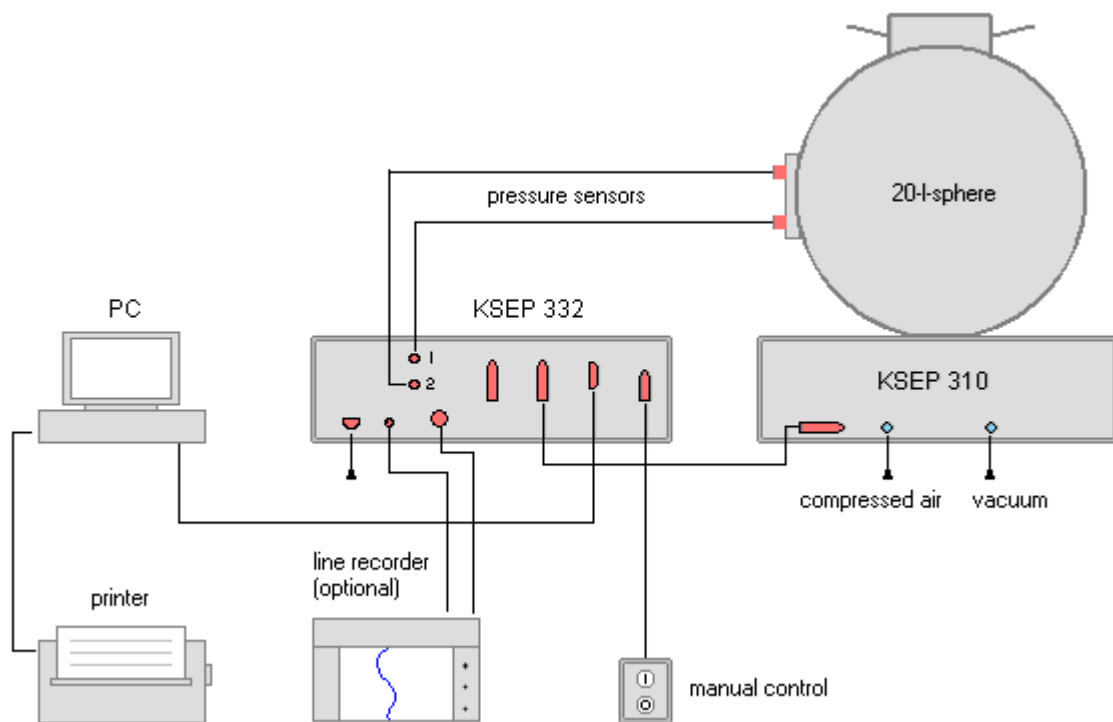 20-l-sphere
pressure sensors
PC
KSEP 332
1
2
KSEP 310
compressed air
vacuum
line recorder
(optional)
printer
manual control